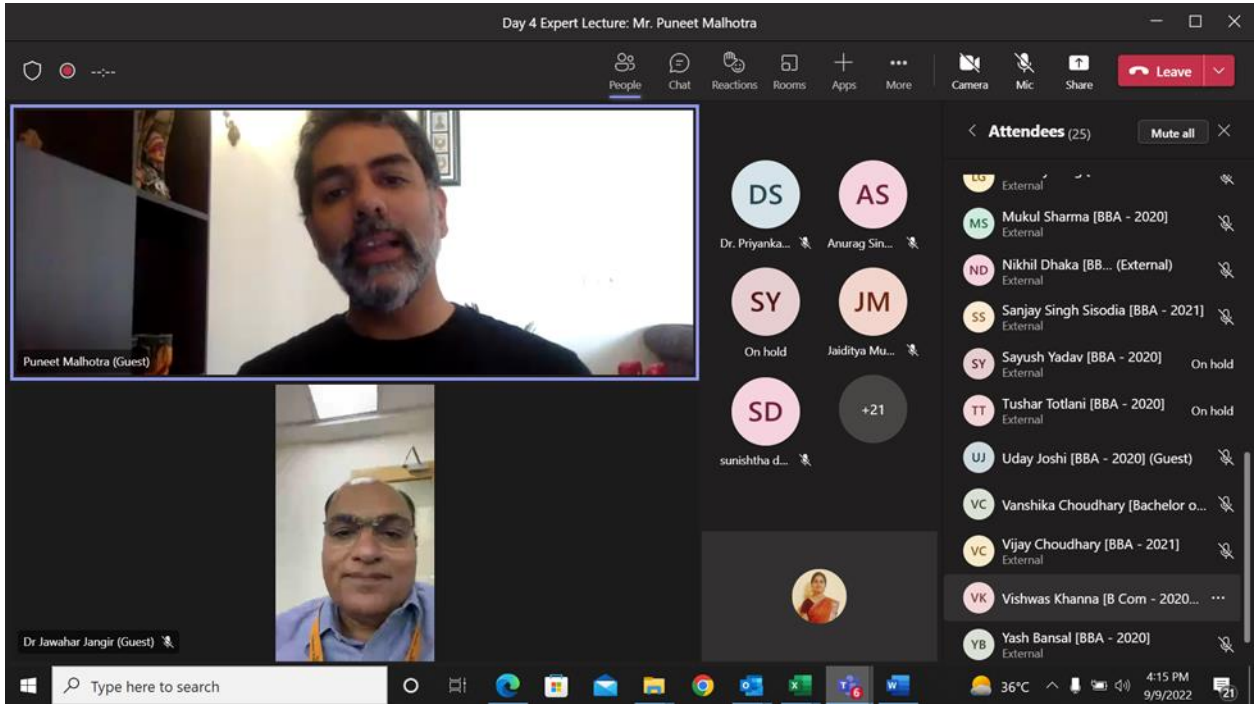 Day 4 Expert Lecture: Mr. Puneet Malhotra
--:--
People
Chat
Reactions
Rooms
Apps
More
Camera
Mic
Share
Leave
Puneet Malhotra (Guest)
Dr Jawahar Jangir (Guest)
DS
Dr. Priyanka...
AS
Anurag Sin...
SY
On hold
JM
Jaiditya Mu...
SD
sunishtha d...
+21
Attendees (25)
Mute all
LG
External
MS
Mukul Sharma [BBA - 2020]
External
ND
Nikhil Dhaka [BB... (External)
External
SS
Sanjay Singh Sisodia [BBA - 2021]
External
SY
Sayush Yadav [BBA - 2020]
External
On hold
TT
Tushar Totlani [BBA - 2020]
External
On hold
UJ
Uday Joshi [BBA - 2020] (Guest)
VC
Vanshika Choudhary [Bachelor o...
VC
Vijay Choudhary [BBA - 2021]
External
VK
Vishwas Khanna [B Com - 2020...
YB
Yash Bansal [BBA - 2020]
External
Type here to search
6
36°C
4:15 PM
9/9/2022
21